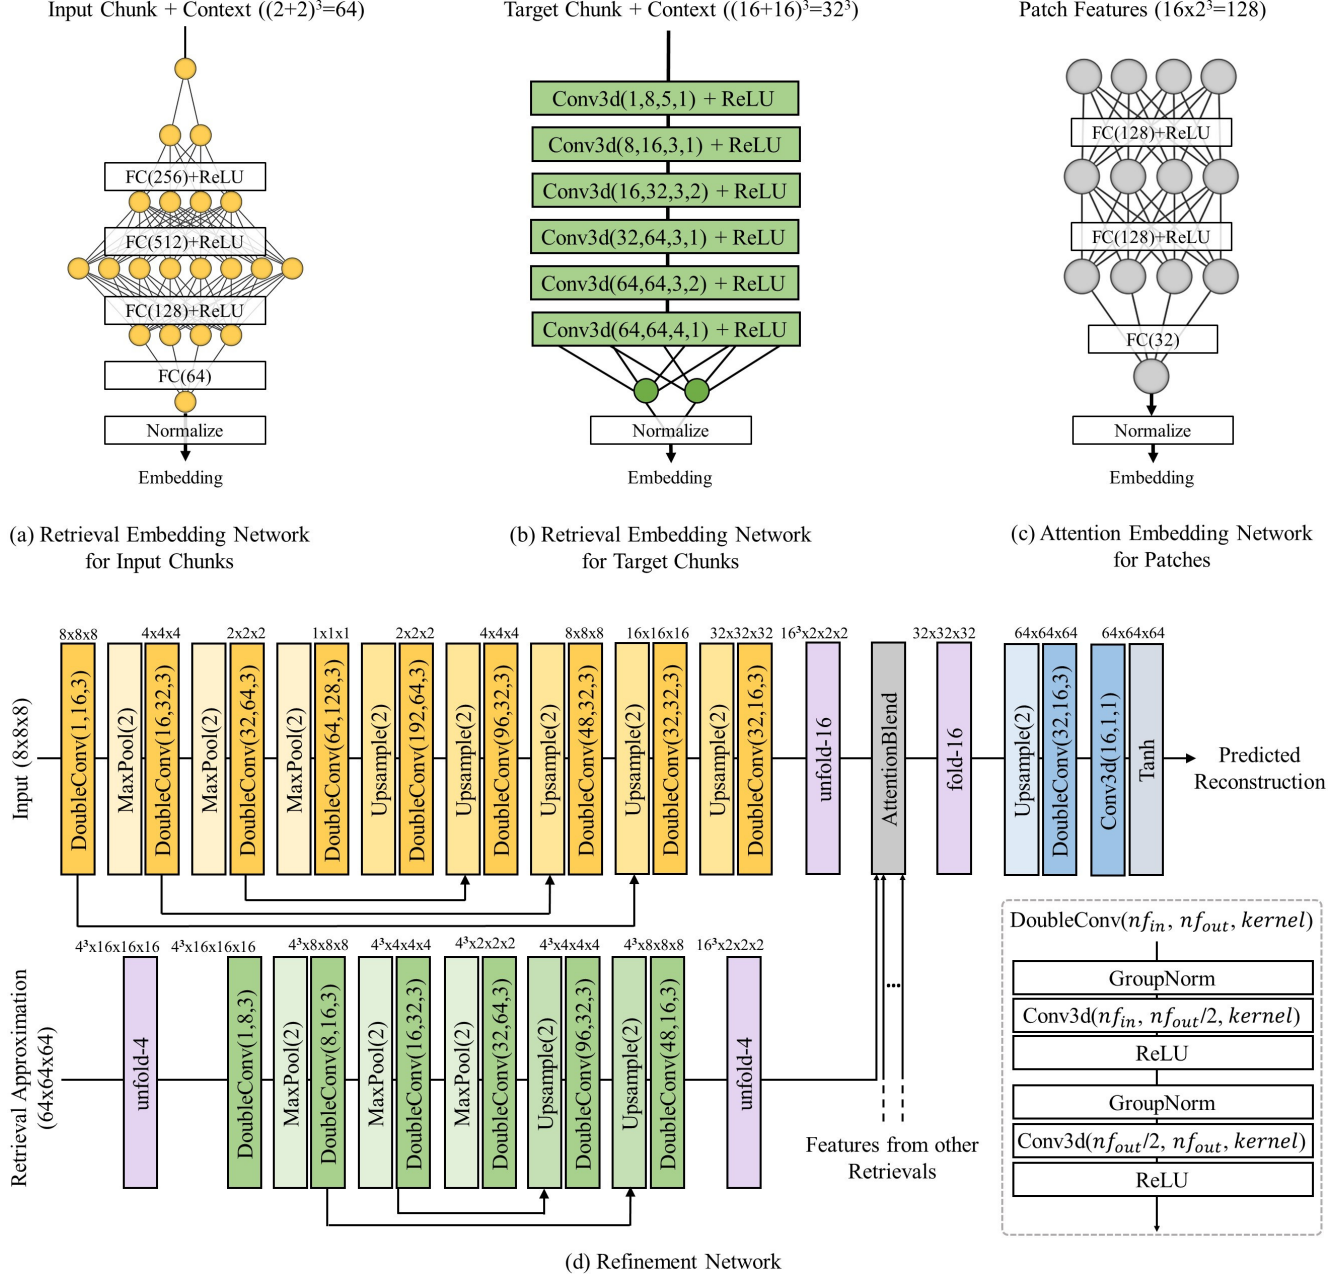 Input Chunk + Context ((2+2)³=64)
FC(256)+ReLU
FC(512)+ReLU
FC(128)+ReLU
FC(64)
Normalize
Embedding
(a) Retrieval Embedding Network
for Input Chunks
Target Chunk + Context ((16+16)³=32³)
Conv3d(1,8,5,1) + ReLU
Conv3d(8,16,3,1) + ReLU
Conv3d(16,32,3,2) + ReLU
Conv3d(32,64,3,1) + ReLU
Conv3d(64,64,3,2) + ReLU
Conv3d(64,64,4,1) + ReLU
Normalize
Embedding
(b) Retrieval Embedding Network
for Target Chunks
Patch Features (16x2³=128)
FC(128)+ReLU
FC(128)+ReLU
FC(32)
Normalize
Embedding
(c) Attention Embedding Network
for Patches
Input (8x8x8)
8x8x8
DoubleConv(1,16,3)
MaxPool(2)
4x4x4
DoubleConv(16,32,3)
MaxPool(2)
2x2x2
DoubleConv(32,64,3)
MaxPool(2)
1x1x1
DoubleConv(64,128,3)
Upsample(2)
2x2x2
DoubleConv(192,64,3)
Upsample(2)
4x4x4
DoubleConv(96,32,3)
Upsample(2)
8x8x8
DoubleConv(48,32,3)
Upsample(2)
16x16x16
DoubleConv(32,32,3)
Upsample(2)
32x32x32
DoubleConv(32,16,3)
16³x2x2x2
unfold-16
AttentionBlend
32x32x32
fold-16
Upsample(2)
64x64x64
DoubleConv(32,16,3)
64x64x64
Conv3d(16,1,1)
Tanh
Predicted
Reconstruction
Retrieval Approximation
(64x64x64)
4³x16x16x16
unfold-4
4³x16x16x16
DoubleConv(1,8,3)
MaxPool(2)
4³x8x8x8
DoubleConv(8,16,3)
MaxPool(2)
4³x4x4x4
DoubleConv(16,32,3)
MaxPool(2)
4³x2x2x2
DoubleConv(32,64,3)
Upsample(2)
4³x4x4x4
DoubleConv(96,32,3)
Upsample(2)
4³x8x8x8
DoubleConv(48,16,3)
16³x2x2x2
unfold-4
...
Features from other
Retrievals
DoubleConv(nf_in, nf_out, kernel)
GroupNorm
Conv3d(nf_in, nf_out/2, kernel)
ReLU
GroupNorm
Conv3d(nf_out/2, nf_out, kernel)
ReLU
(d) Refinement Network